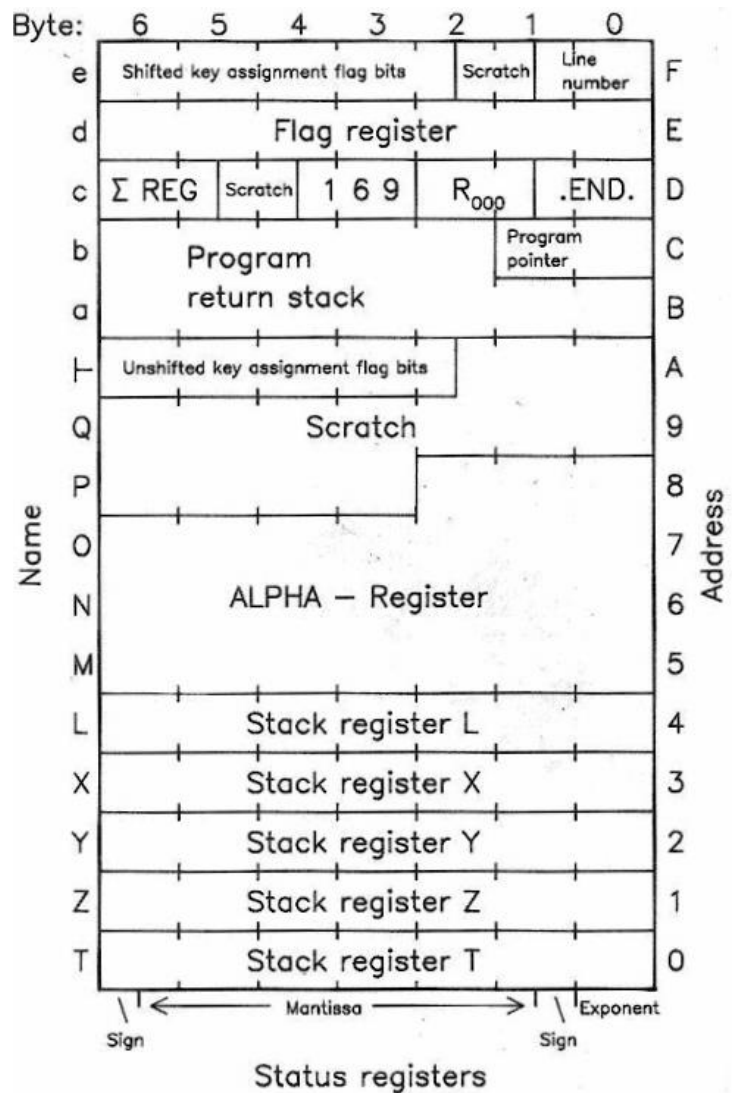 Byte: 6 5 4 3 2 1 0
e Shifted key assignment flag bits Scratch Line number F
d Flag register E
c Σ REG Scratch 1 6 9 R000 .END. D
b Program Program pointer C
a return stack B
⊢ Unshifted key assignment flag bits A
Q Scratch 9
P 8
O 7
Name Address
N ALPHA – Register 6
M 5
L Stack register L 4
X Stack register X 3
Y Stack register Y 2
Z Stack register Z 1
T Stack register T 0
Mantissa Exponent
Sign Sign
Status registers